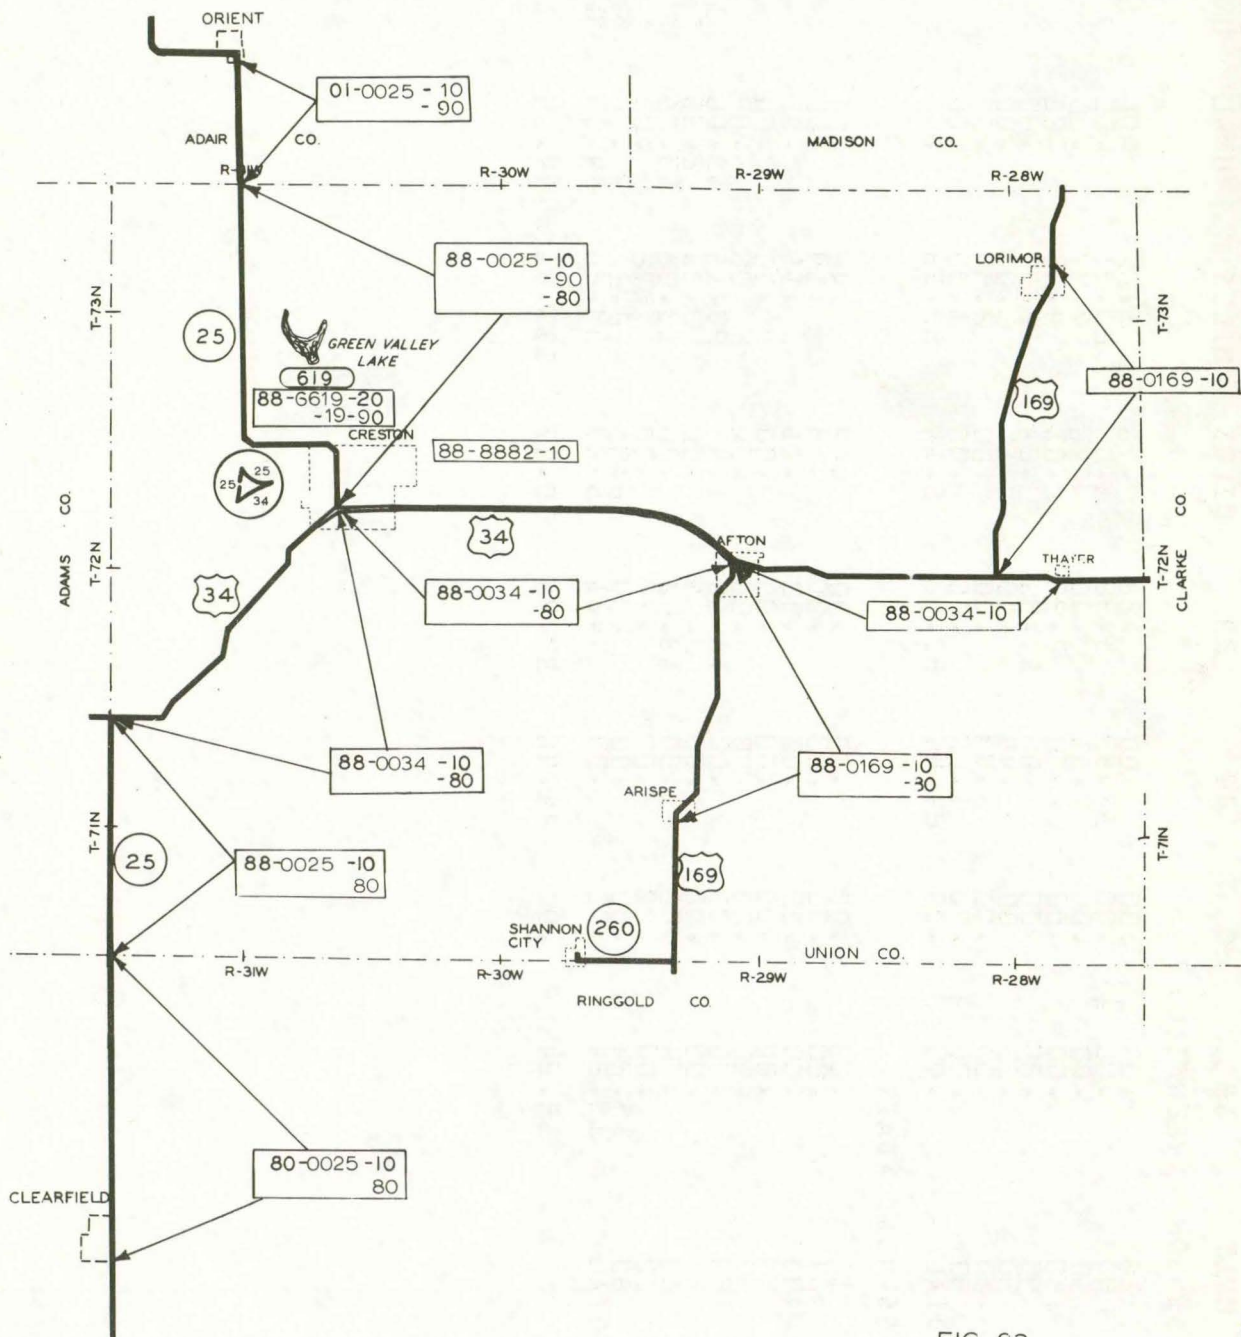 ORIENT
01-0025 - 10
- 90
ADAIR CO.
MADISON CO.
R-30W
R-29W
R-28W
88-0025-10
-90
-80
LORIMOR
T-73N
T-73N
25
GREEN VALLEY
LAKE
619
88-6619-20
-19-90
88-0169-10
169
CRESTON
88-8882-10
25 25
34
ADAMS CO.
T-72N
34
AFTON
THAYER
T-72N
CLARKE CO.
34
88-0034-10
-80
88-0034-10
88-0034 -10
-80
88-0169-10
-80
ARISPE
T-71N
T-71N
25
88-0025 -10
80
169
SHANNON
CITY
260
UNION CO.
R-31W
R-30W
R-29W
R-28W
RINGGOLD CO.
80-0025-10
80
CLEARFIELD